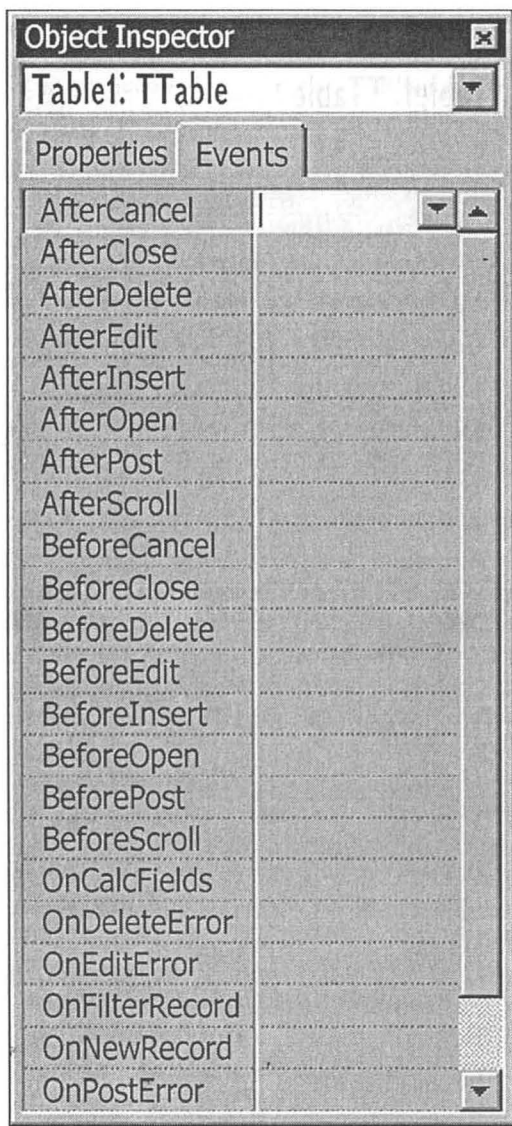 Object Inspector
Table1: TTable
Properties Events
AfterCancel
AfterClose
AfterDelete
AfterEdit
AfterInsert
AfterOpen
AfterPost
AfterScroll
BeforeCancel
BeforeClose
BeforeDelete
BeforeEdit
BeforeInsert
BeforeOpen
BeforePost
BeforeScroll
OnCalcFields
OnDeleteError
OnEditError
OnFilterRecord
OnNewRecord
OnPostError